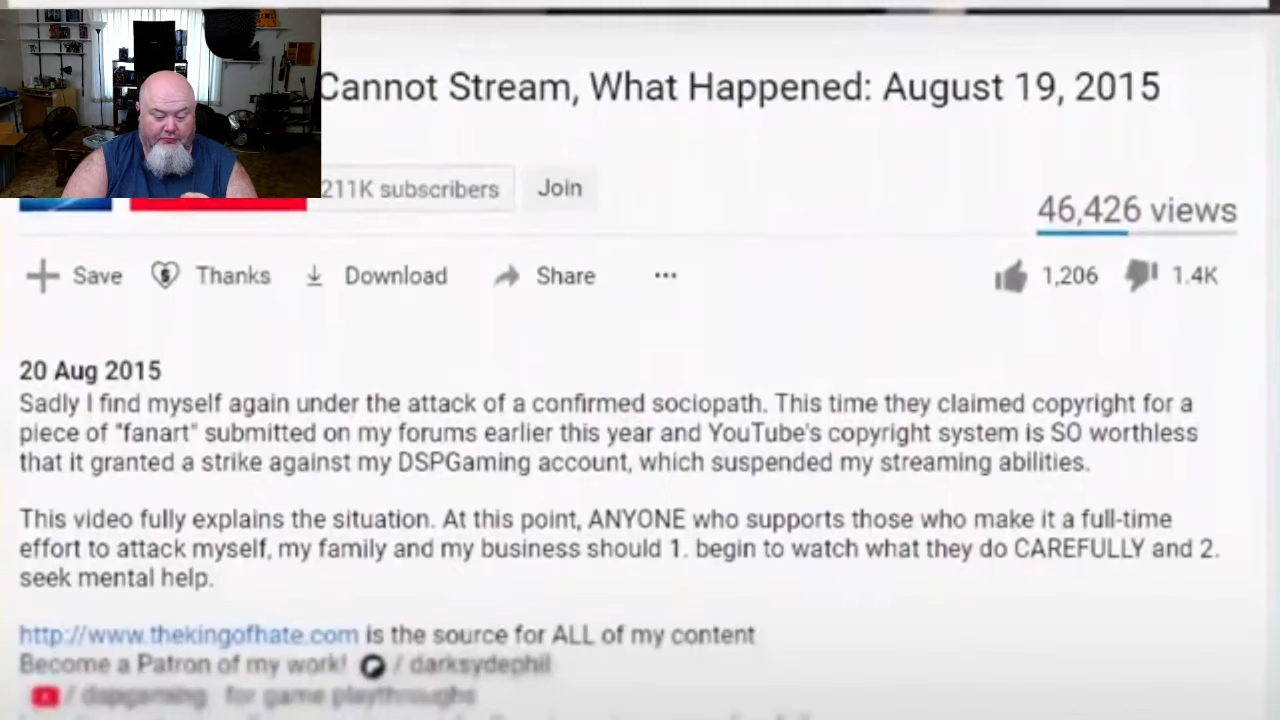 Cannot Stream, What Happened: August 19, 2015
211K subscribers Join
46,426 views
Save Thanks Download Share ... 1,206 1.4K
20 Aug 2015
Sadly I find myself again under the attack of a confirmed sociopath. This time they claimed copyright for a
piece of "fanart" submitted on my forums earlier this year and YouTube's copyright system is SO worthless
that it granted a strike against my DSPGaming account, which suspended my streaming abilities.
This video fully explains the situation. At this point, ANYONE who supports those who make it a full-time
effort to attack myself, my family and my business should 1. begin to watch what they do CAREFULLY and 2.
seek mental help.
http://www.thekingofhate.com is the source for ALL of my content
Become a Patron of my work! / darksydephil
/ dspgaming for game playthroughs